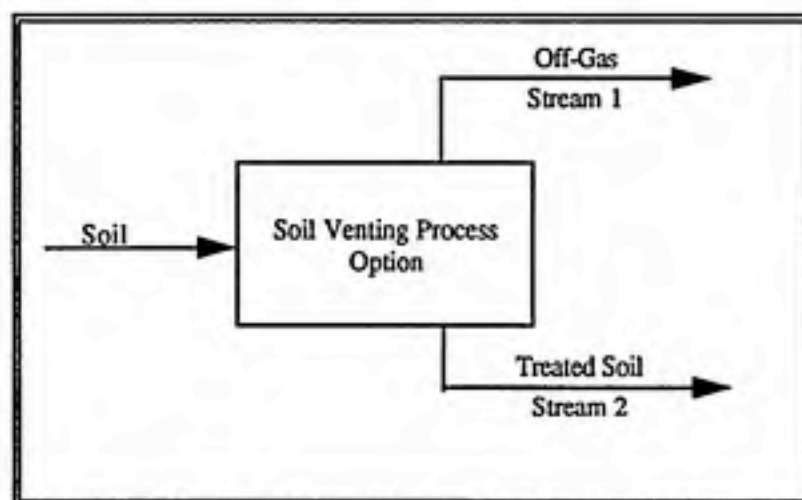 Off-Gas
Stream 1
Soil
Soil Venting Process
Option
Treated Soil
Stream 2